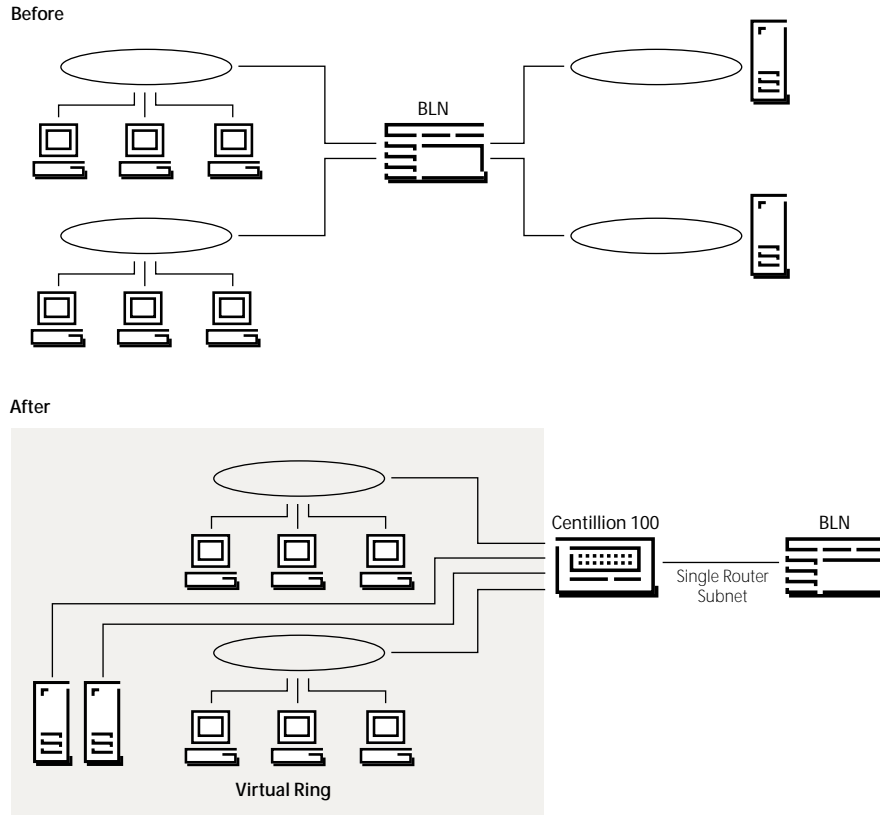 Before
BLN
After
Centillion 100
BLN
Single Router
Subnet
Virtual Ring